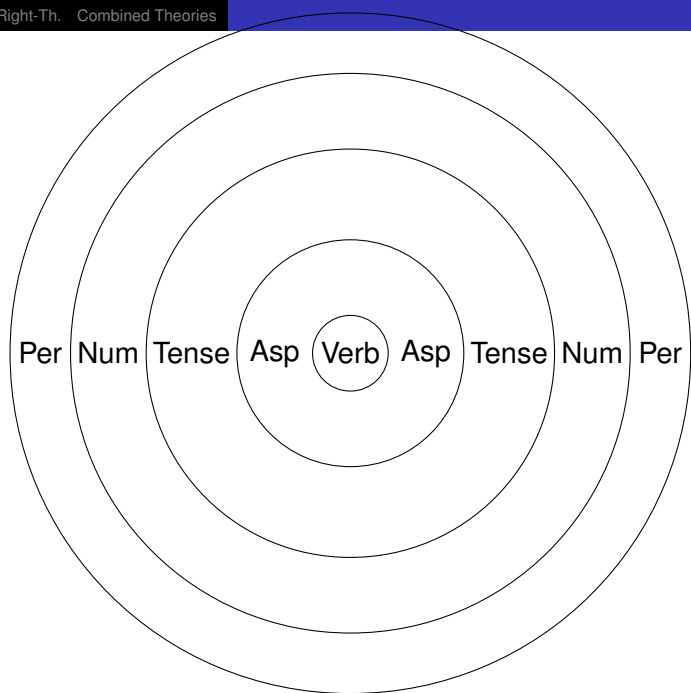 Right-Th. Combined Theories
Per Num Tense Asp Verb Asp Tense Num Per